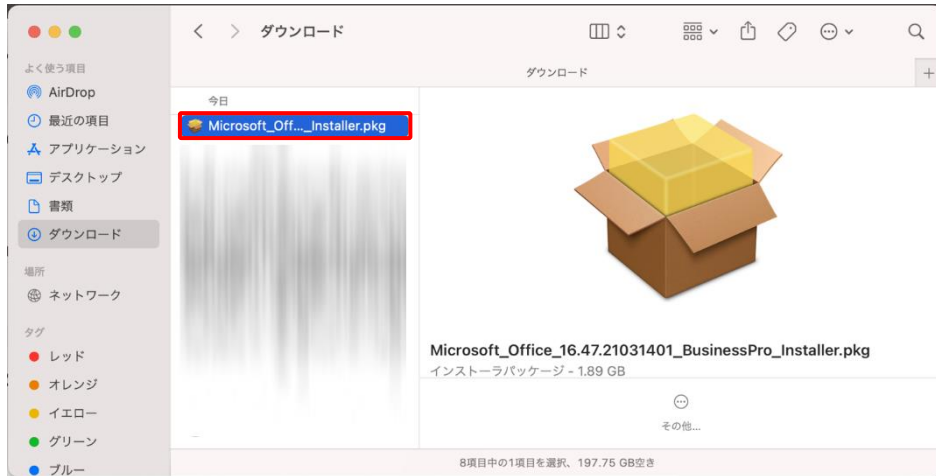 ダウンロード
ダウンロード
よく使う項目
AirDrop
最近の項目
アプリケーション
デスクトップ
書類
ダウンロード
場所
ネットワーク
タグ
レッド
オレンジ
イエロー
グリーン
ブルー
今日
Microsoft_Off..._Installer.pkg
Microsoft_Office_16.47.21031401_BusinessPro_Installer.pkg
インストーラパッケージ - 1.89 GB
その他...
8項目中の1項目を選択、197.75 GB空き